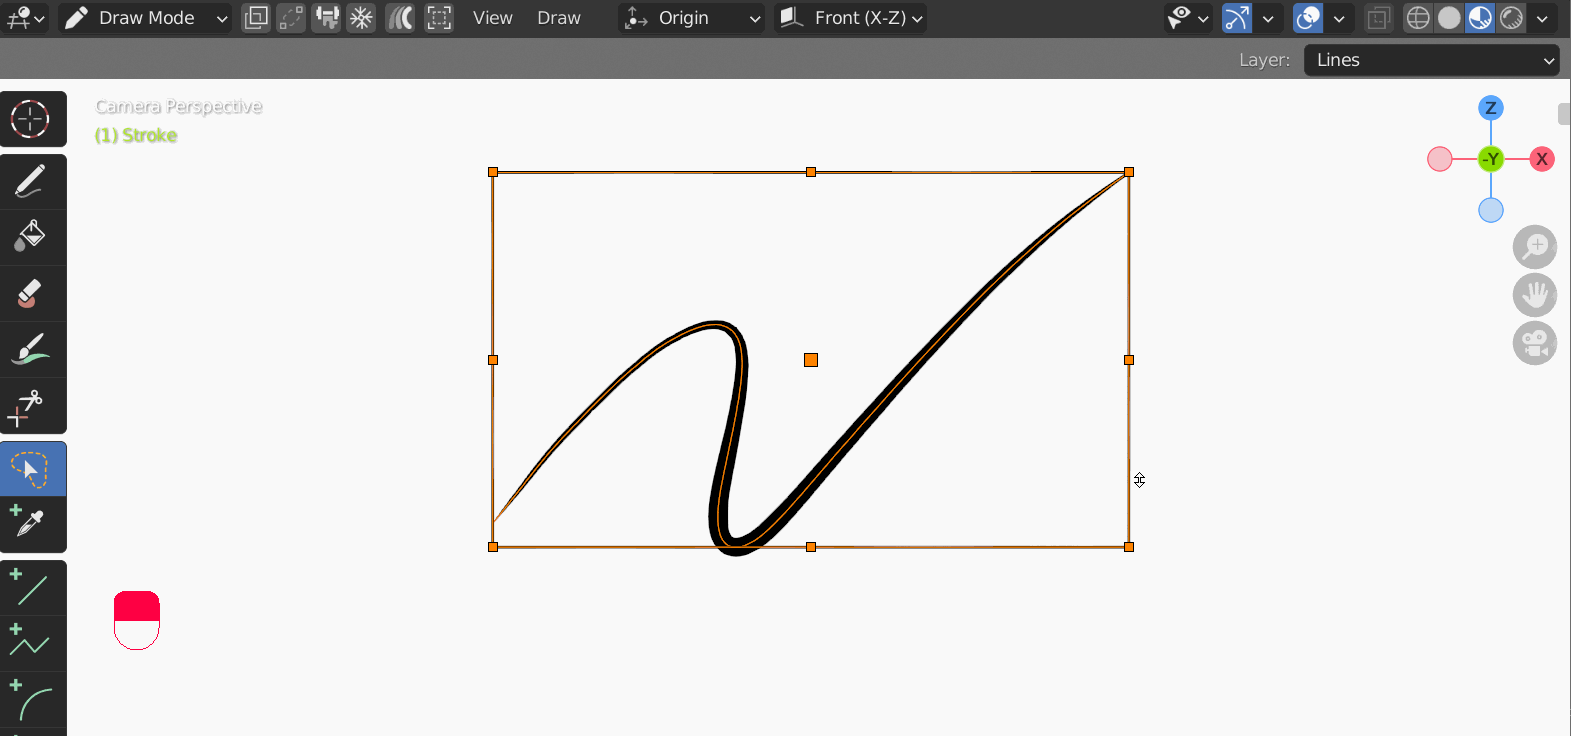 Draw Mode View Draw Origin Front (X-Z)
Layer: Lines
Camera Perspective
(1) Stroke
Z
-Y X